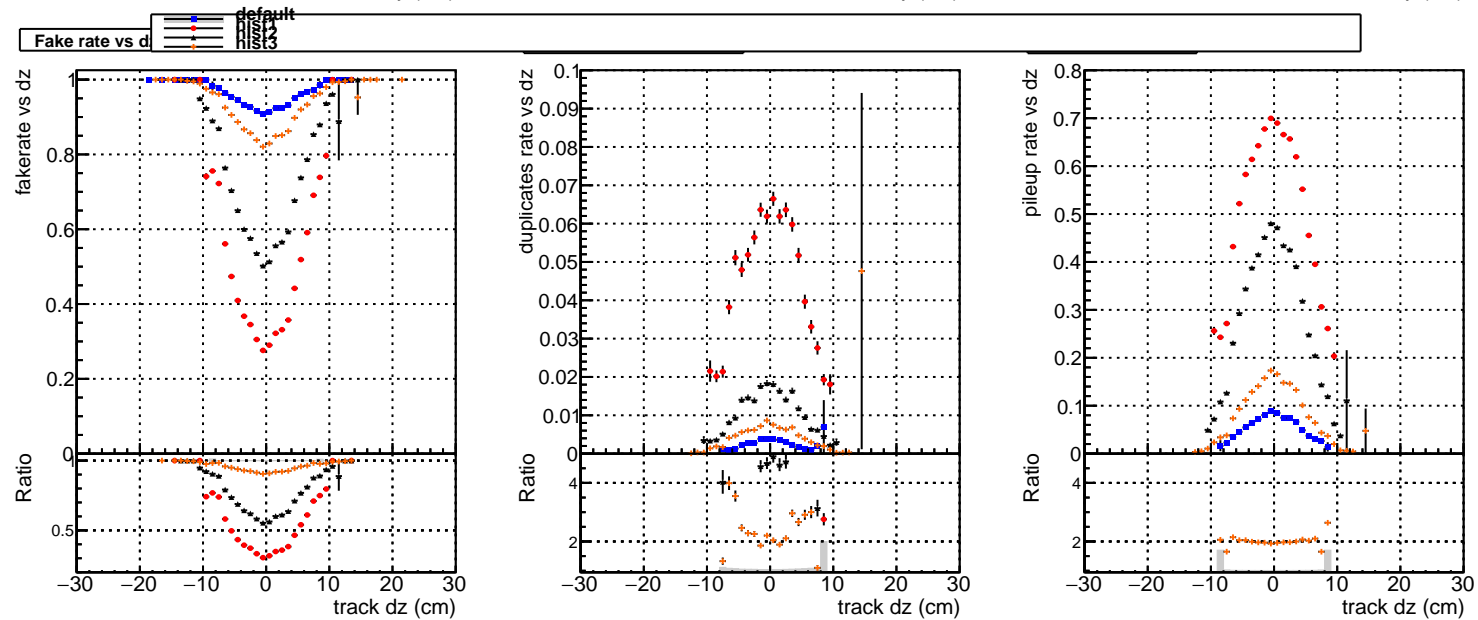 default
hist1
hist2
hist3
Fake rate vs dz
fakerate vs dz
1
0.8
0.6
0.4
0.2
0
Ratio
1
0.5
−30 −20 −10 0 10 20 30
track dz (cm)
duplicates rate vs dz
0.1
0.09
0.08
0.07
0.06
0.05
0.04
0.03
0.02
0.01
0
Ratio
4
2
−30 −20 −10 0 10 20 30
track dz (cm)
pileup rate vs dz
0.8
0.7
0.6
0.5
0.4
0.3
0.2
0.1
0
Ratio
4
2
−30 −20 −10 0 10 20 30
track dz (cm)